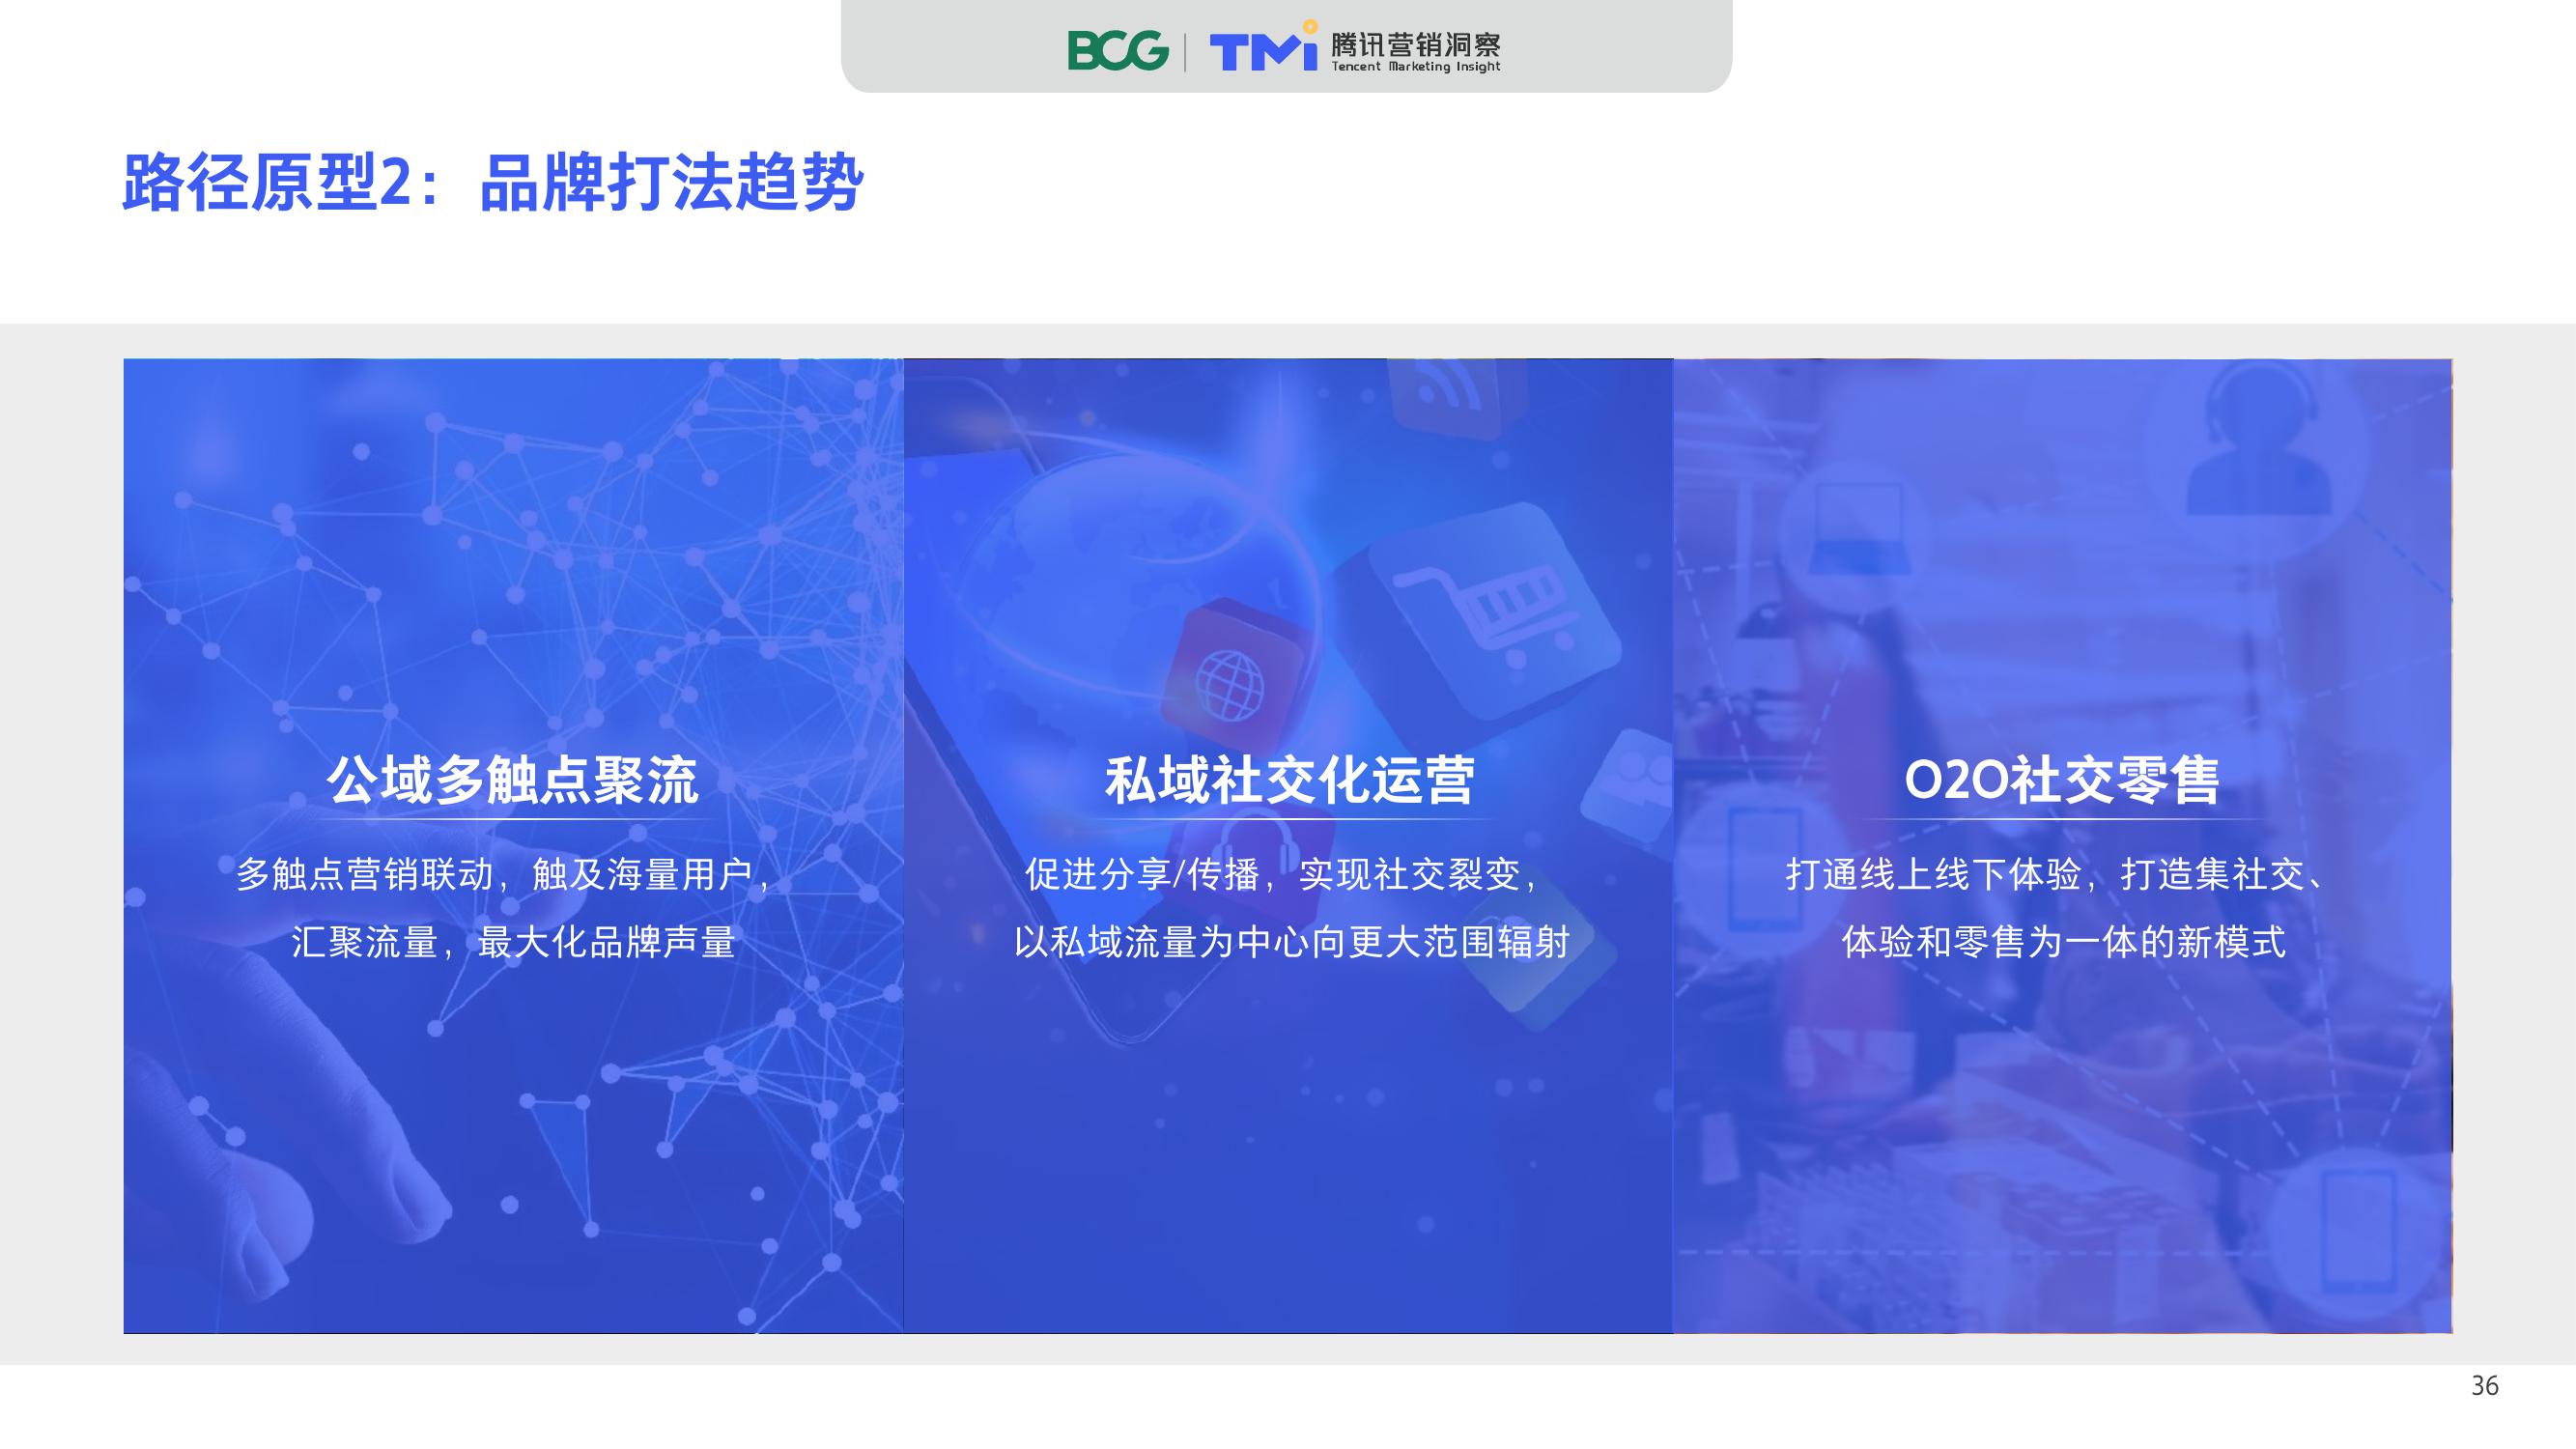 BCG
TMi 腾讯营销洞察
Tencent Marketing Insight
路径原型2：品牌打法趋势
公域多触点聚流
多触点营销联动，触及海量用户，
汇聚流量，最大化品牌声量
私域社交化运营
促进分享/传播，实现社交裂变，
以私域流量为中心向更大范围辐射
O2O社交零售
打通线上线下体验，打造集社交、
体验和零售为一体的新模式
36